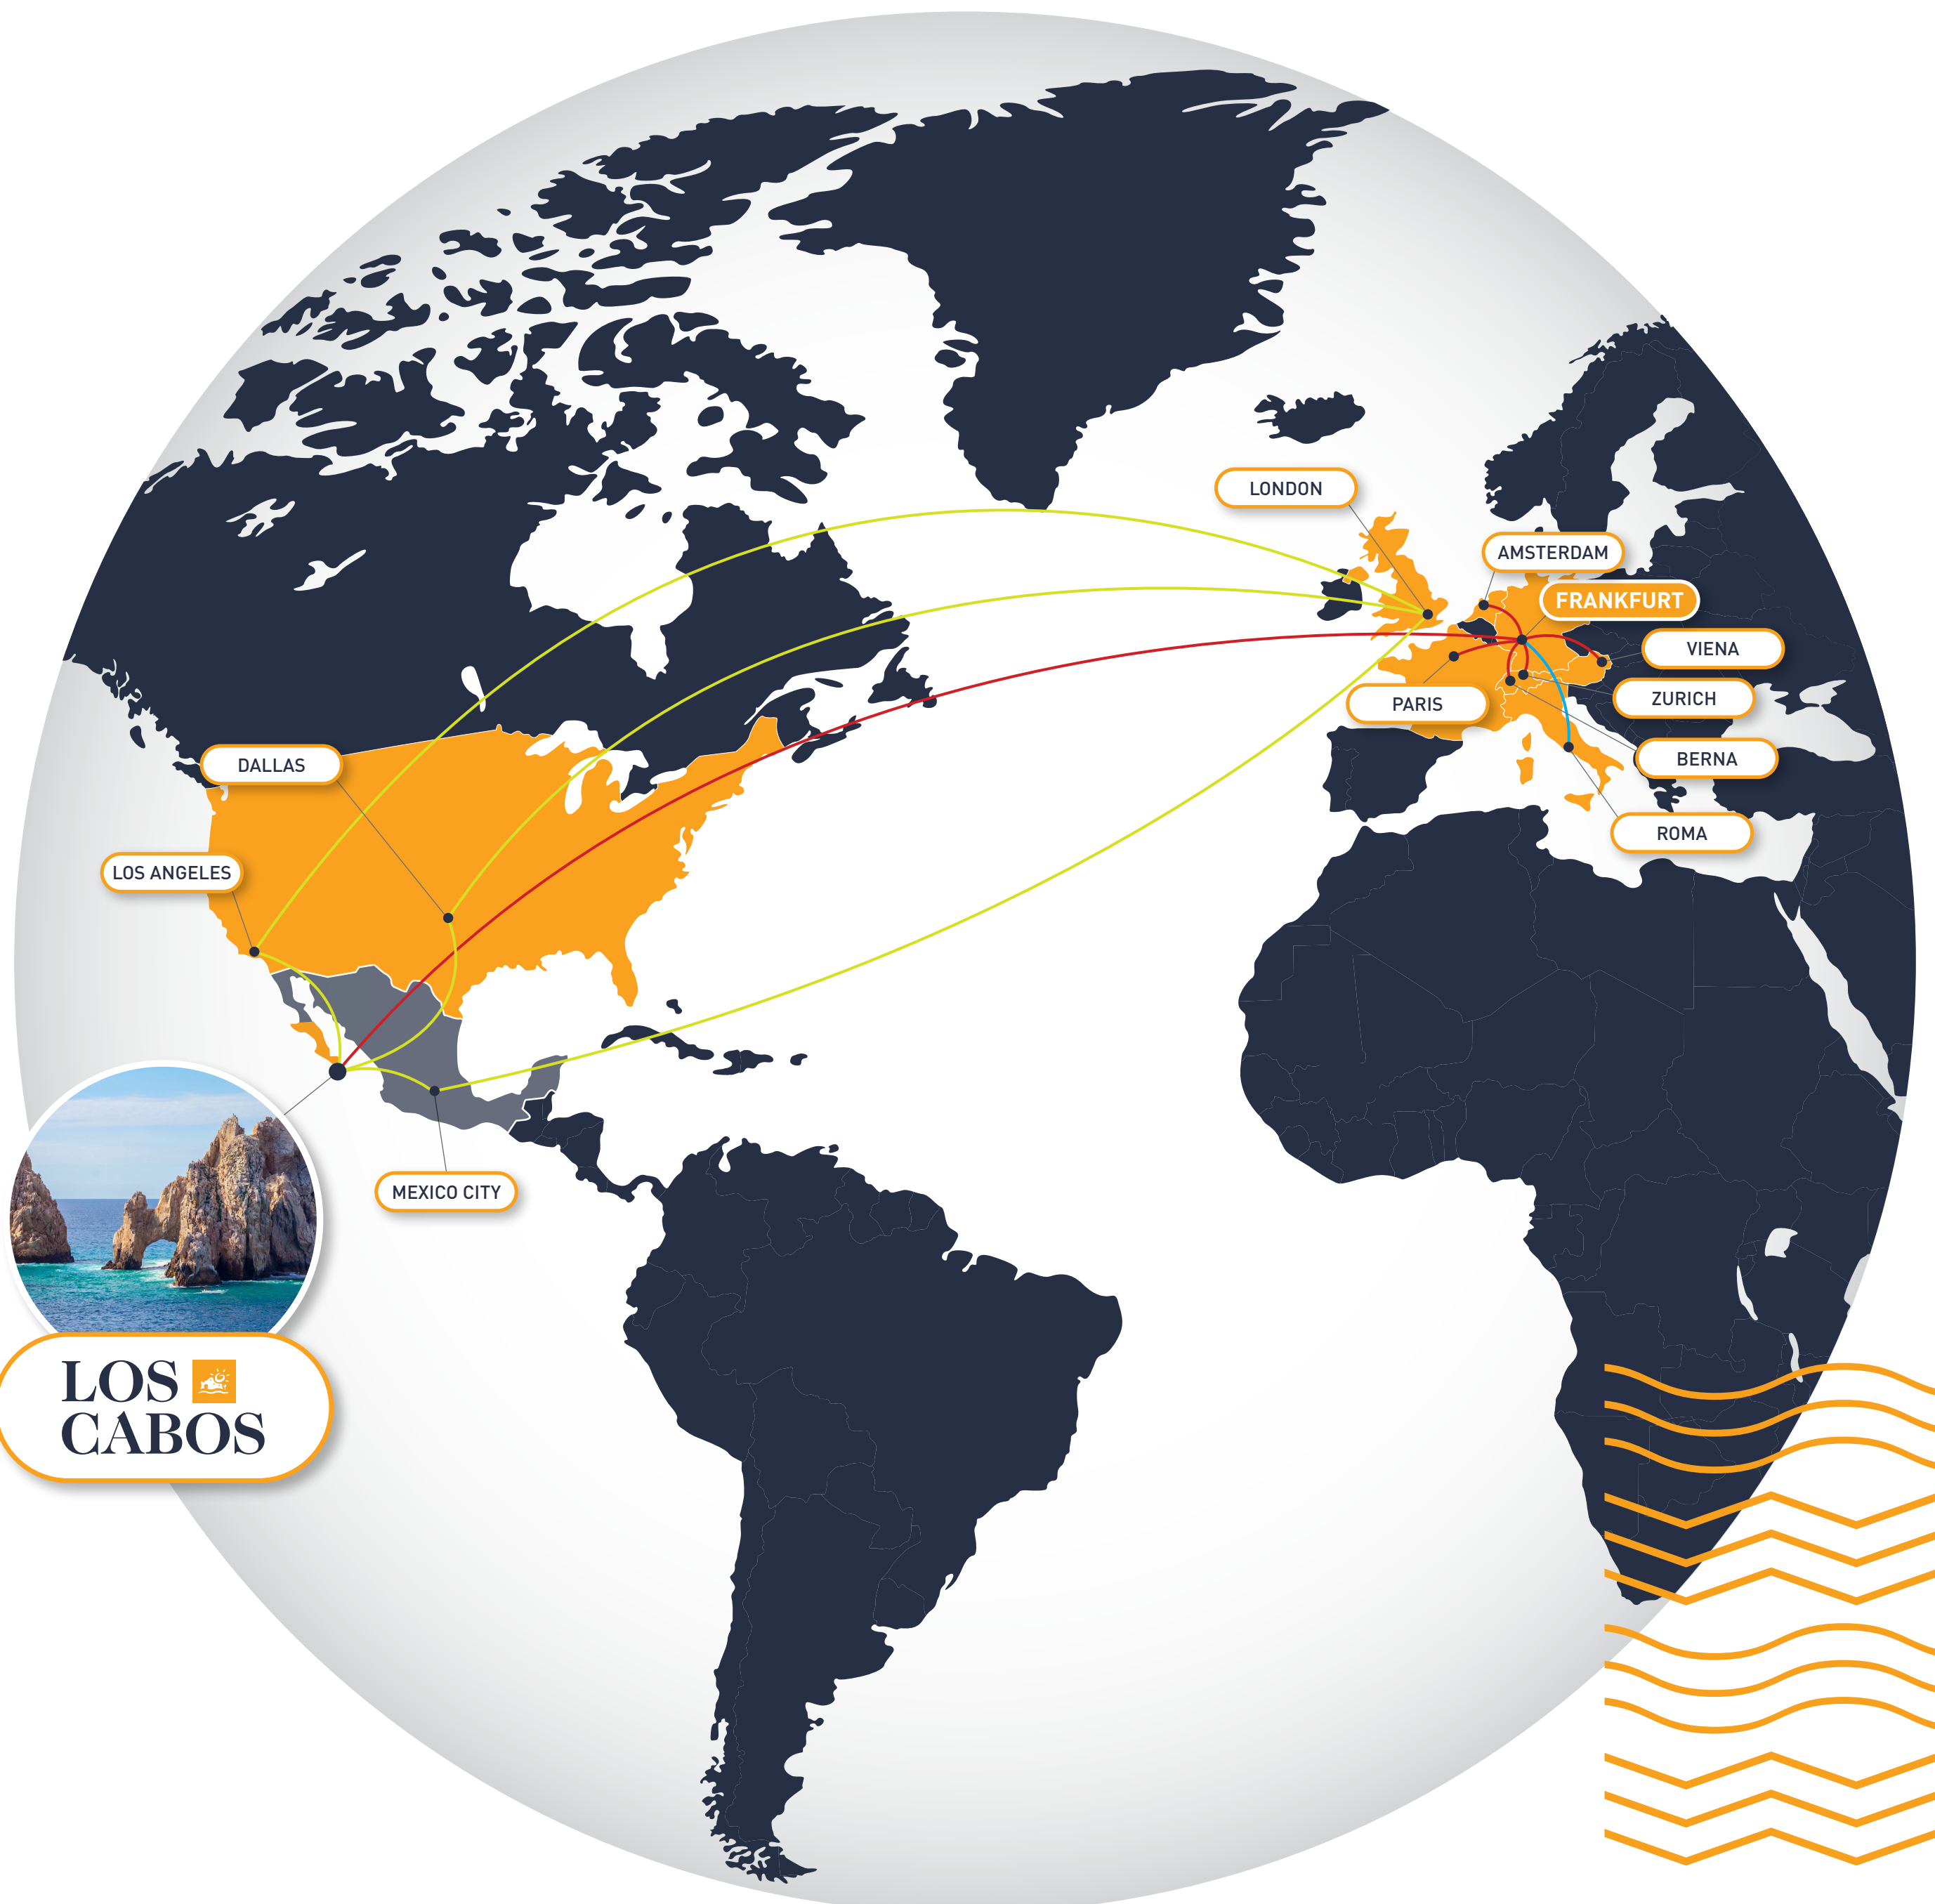 LONDON
AMSTERDAM
FRANKFURT
VIENA
ZURICH
PARIS
BERNA
ROMA
DALLAS
LOS ANGELES
MEXICO CITY
LOS
CABOS